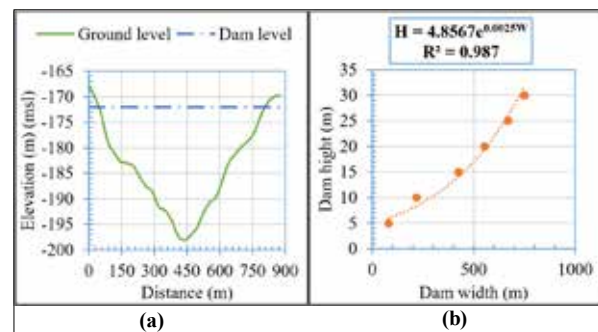 Ground level
Dam level
-165
-170
-175
-180
-185
-190
-195
-200
Elevation (m) (msl)
0 150 300 450 600 750 900
Distance (m)
(a)
H = 4.8567e^0.0025W
R² = 0.987
35
30
25
20
15
10
5
0
Dam hight (m)
0 500 1000
Dam width (m)
(b)